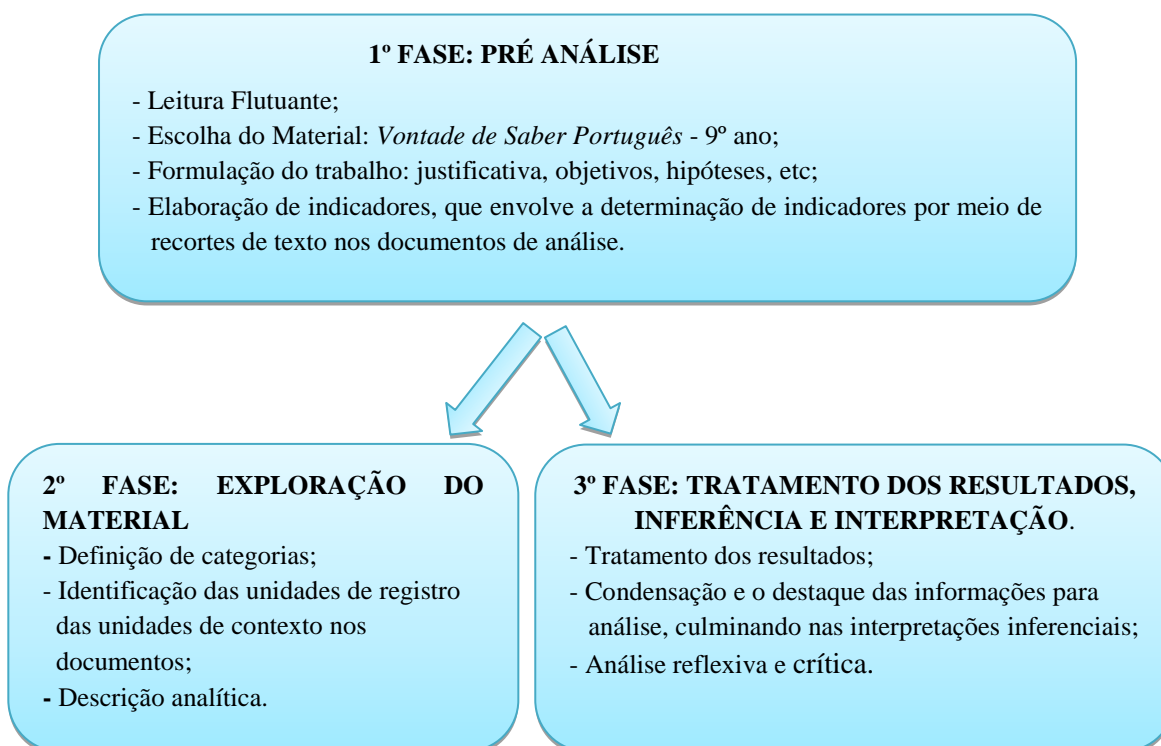 1º FASE: PRÉ ANÁLISE
- Leitura Flutuante;
- Escolha do Material: Vontade de Saber Português - 9º ano;
- Formulação do trabalho: justificativa, objetivos, hipóteses, etc;
- Elaboração de indicadores, que envolve a determinação de indicadores por meio de
recortes de texto nos documentos de análise.
2º FASE: EXPLORAÇÃO DO
MATERIAL
- Definição de categorias;
- Identificação das unidades de registro
das unidades de contexto nos
documentos;
- Descrição analítica.
3º FASE: TRATAMENTO DOS RESULTADOS,
INFERÊNCIA E INTERPRETAÇÃO.
- Tratamento dos resultados;
- Condensação e o destaque das informações para
análise, culminando nas interpretações inferenciais;
- Análise reflexiva e crítica.